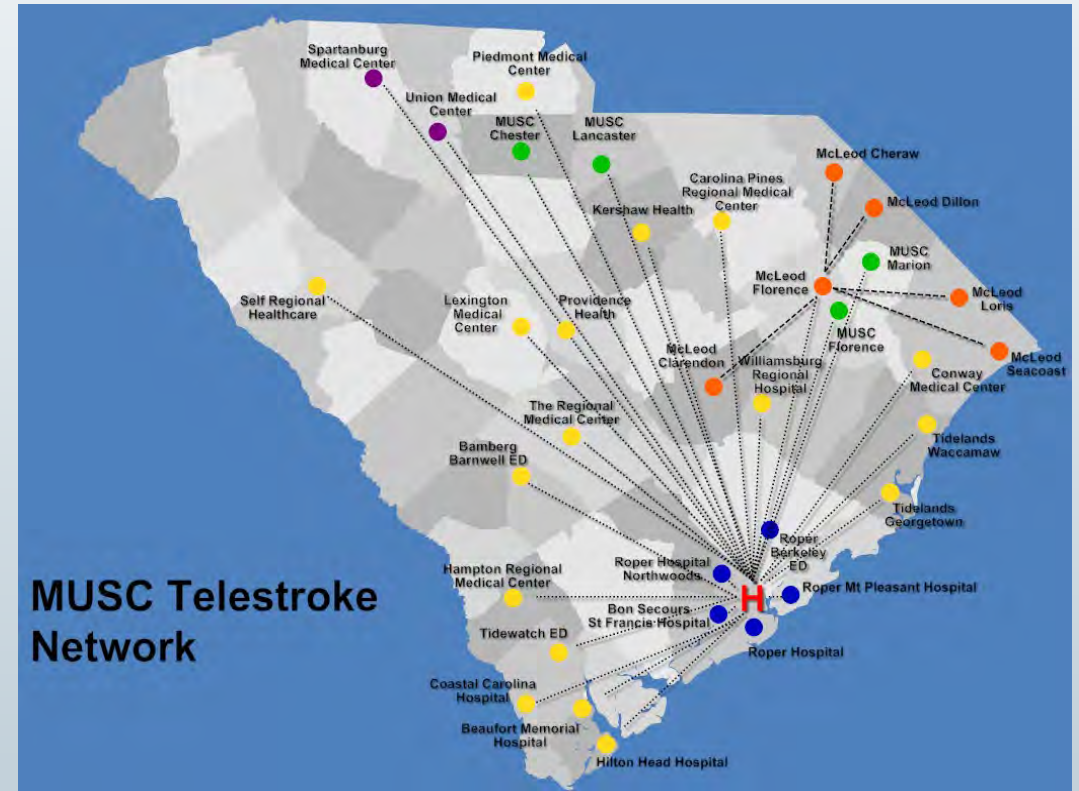 Spartanburg
Medical Center
Piedmont Medical
Center
Union Medical
Center
MUSC
Chester
MUSC
Lancaster
McLeod Cheraw
Carolina Pines
Regional Medical
Center
McLeod Dillon
Kershaw Health
MUSC
Marion
McLeod
Florence
Self Regional
Healthcare
Lexington
Medical
Center
Providence
Health
McLeod
Loris
MUSC
Florence
McLeod
Clarendon
Williamsburg
Regional
Hospital
McLeod
Seacoast
Conway
Medical Center
The Regional
Medical Center
Bamberg
Barnwell ED
Tidelands
Waccamaw
Tidelands
Georgetown
Roper
Berkeley
ED
Roper Hospital
Northwoods
Hampton Regional
Medical Center
Roper Mt Pleasant Hospital
H
Bon Secours
St Francis Hospital
MUSC Telestroke
Network
Tidewatch ED
Roper Hospital
Coastal Carolina
Hospital
Beaufort Memorial
Hospital
Hilton Head Hospital